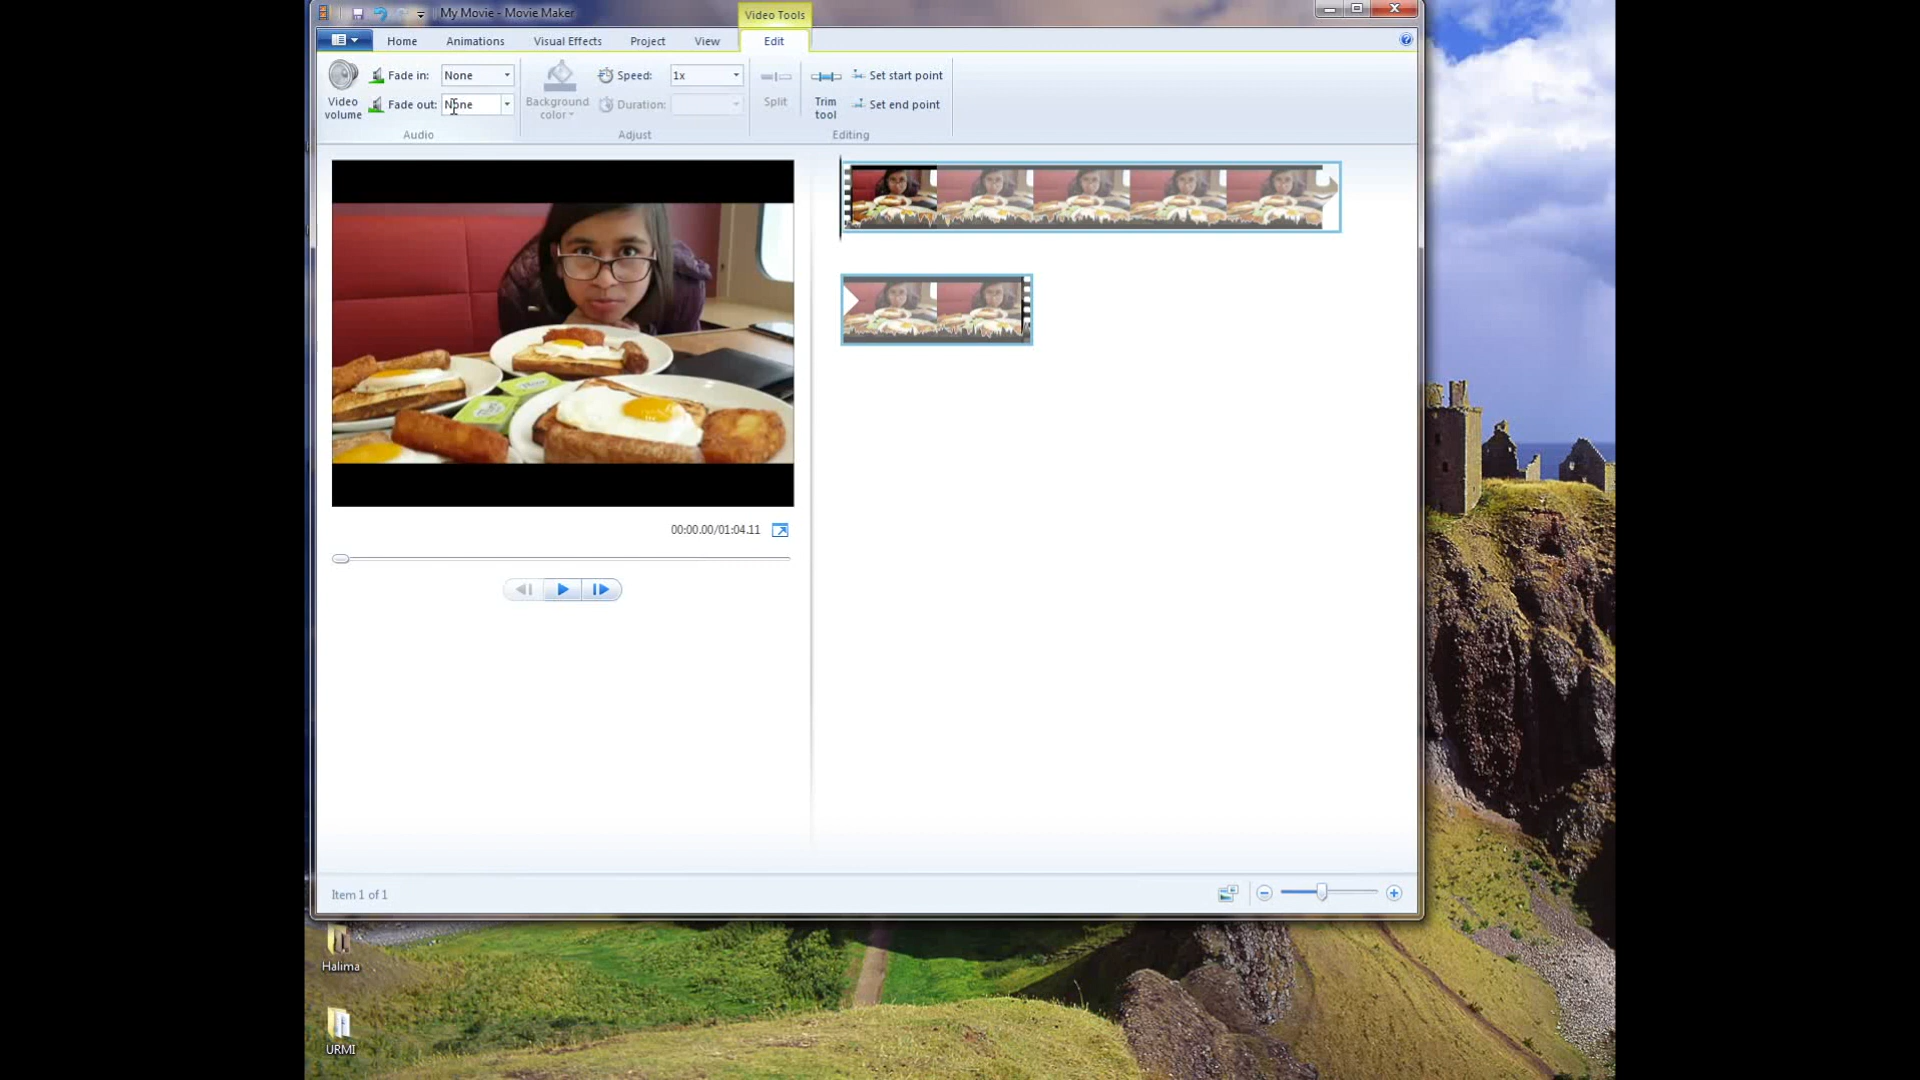 My Movie - Movie Maker
Video Tools
Home
Animations
Visual Effects
Project
View
Edit
Fade in:
None
Fade out:
None
Video
volume
Audio
Background
color
Speed:
1x
Duration:
Adjust
Split
Trim
tool
Set start point
Set end point
Editing
00:00.00/01:04.11
Item 1 of 1
Halima
URMI